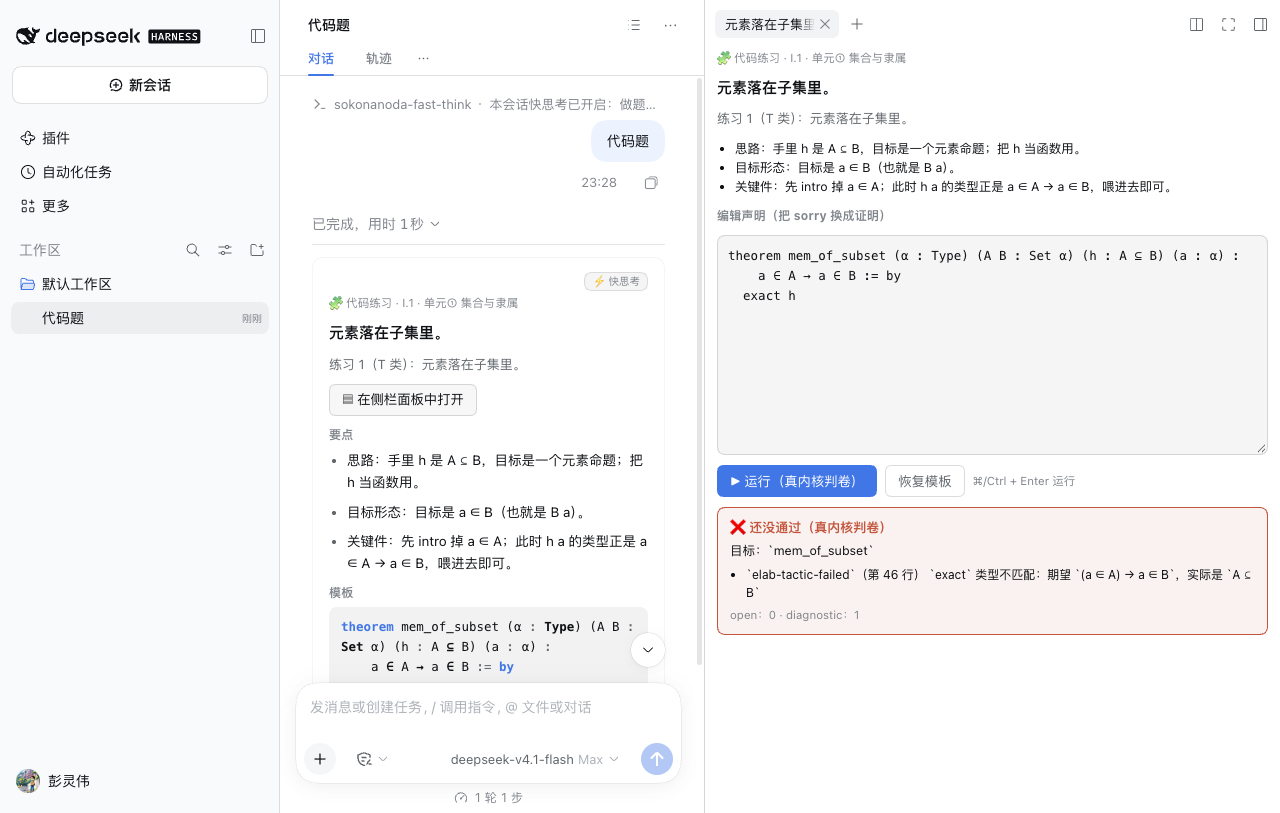 deepseek HARNESS
新会话
插件
自动化任务
更多
工作区
默认工作区
代码题
刚刚
彭灵伟
代码题
对话
轨迹
sokonanoda-fast-think · 本会话快思考已开启：做题…
代码题
23:28
已完成，用时 1 秒
⚡ 快思考
🧩 代码练习 · I.1 · 单元① 集合与隶属
元素落在子集里。
练习 1（T 类）：元素落在子集里。
在侧栏面板中打开
要点
• 思路：手里 h 是 A ⊆ B，目标是一个元素命题；把
h 当函数用。
• 目标形态：目标是 a ∈ B（也就是 B a）。
• 关键件：先 intro 掉 a ∈ A；此时 h a 的类型正是 a
∈ A → a ∈ B，喂进去即可。
模板
theorem mem_of_subset (α : Type) (A B :
Set α) (h : A ⊆ B) (a : α) :
a ∈ A → a ∈ B := by
发消息或创建任务, / 调用指令, @ 文件或对话
deepseek-v4.1-flash Max
1 轮 1 步
元素落在子集里
🧩 代码练习 · I.1 · 单元① 集合与隶属
元素落在子集里。
练习 1（T 类）：元素落在子集里。
• 思路：手里 h 是 A ⊆ B，目标是一个元素命题；把 h 当函数用。
• 目标形态：目标是 a ∈ B（也就是 B a）。
• 关键件：先 intro 掉 a ∈ A；此时 h a 的类型正是 a ∈ A → a ∈ B，喂进去即可。
编辑声明（把 sorry 换成证明）
theorem mem_of_subset (α : Type) (A B : Set α) (h : A ⊆ B) (a : α) :
a ∈ A → a ∈ B := by
exact h
▶ 运行（真内核判卷）
恢复模板
⌘/Ctrl + Enter 运行
❌ 还没通过（真内核判卷）
目标：`mem_of_subset`
• `elab-tactic-failed`（第 46 行） `exact` 类型不匹配：期望 `(a ∈ A) → a ∈ B`，实际是 `A ⊆
B`
open：0 · diagnostic：1